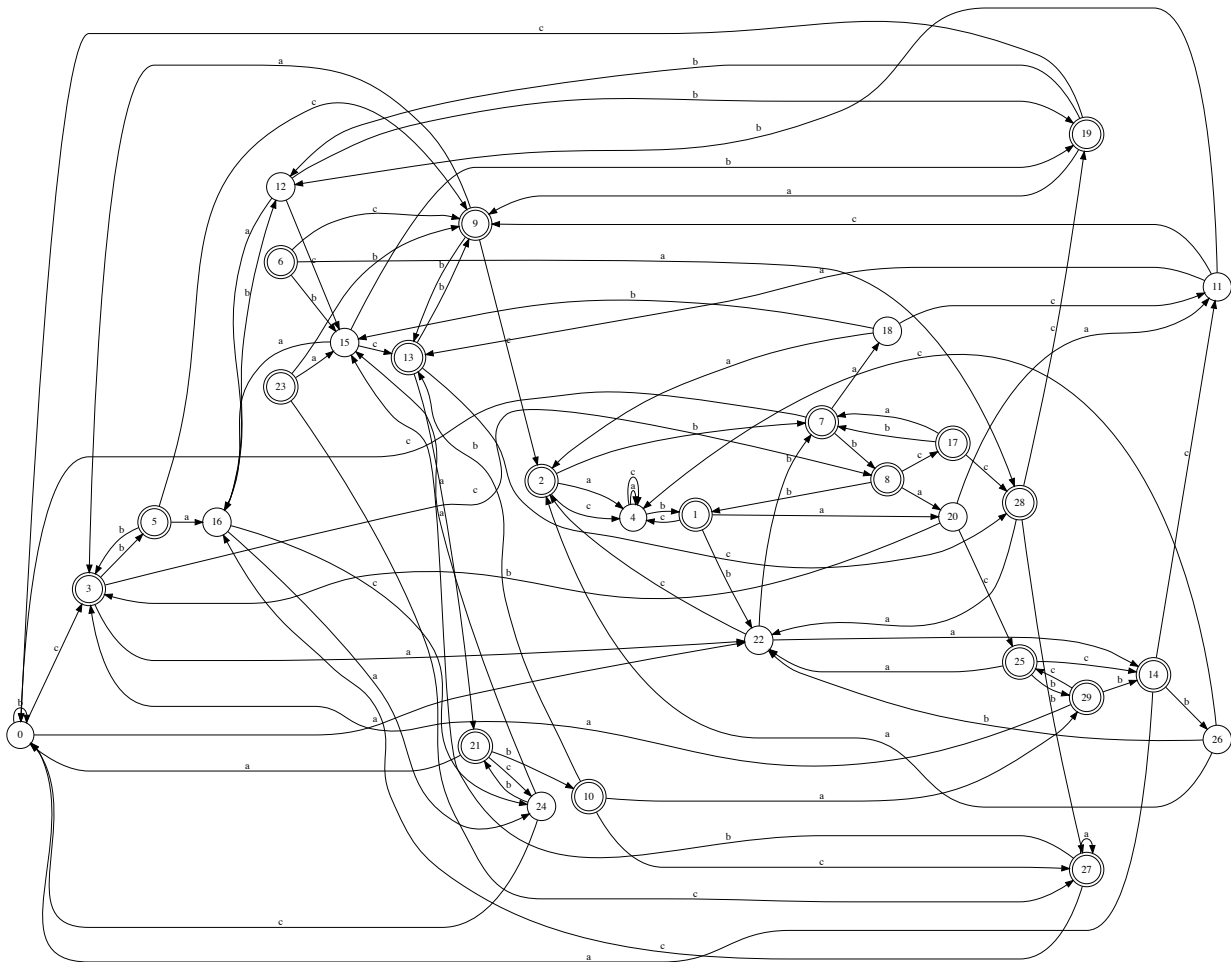 c
a b
c b
19
12 b
a
9
c
a b
6 c b
b a c
b b a
11
b 18 c
15 c 13 c
a a a c
23 a
7
c b a 17
b a
b c
c 8 28
2 a c b c
b 5 a 16 4 b 1 a 20
b c c
3 c c b
b c
22 a
a 25 c 14
a b c 29 b b
a a a 26
0 21 b a
a c b 10 a
24
b a
c 27
c
c
a